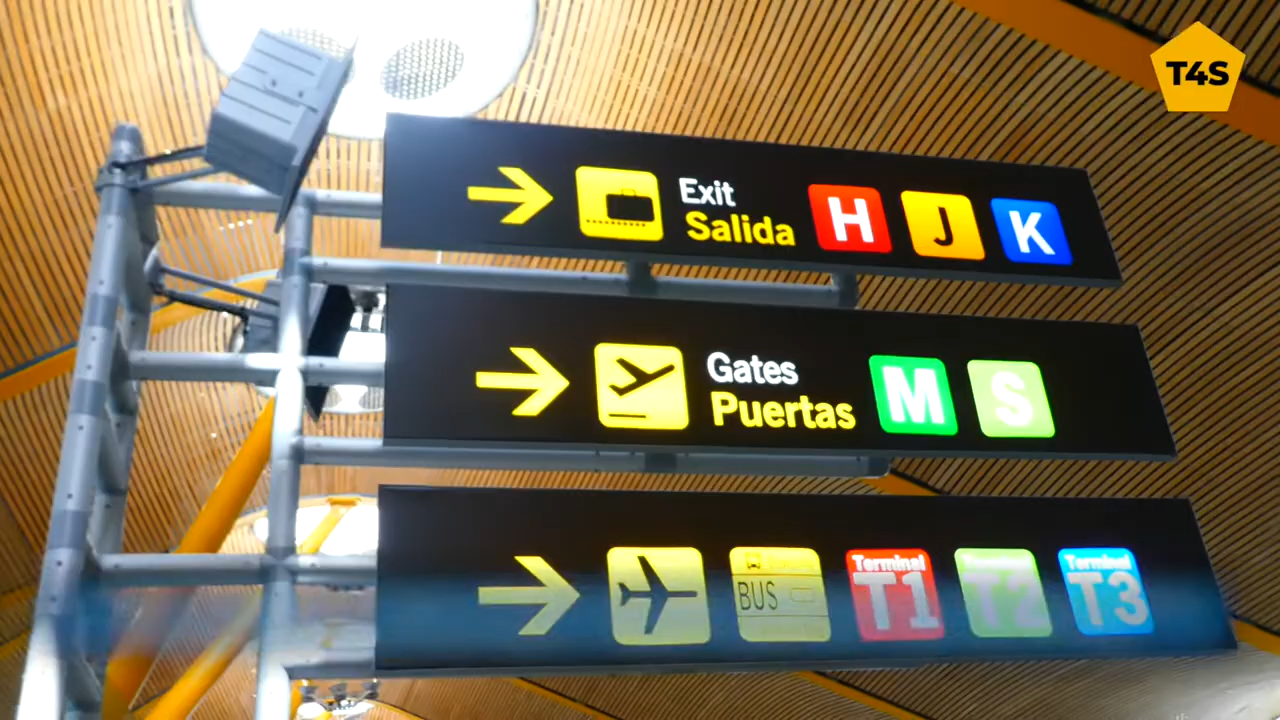 T4S
Exit
Salida
H J K
Gates
Puertas
M S
BUS
Terminal
T1
T2
Terminal
T3